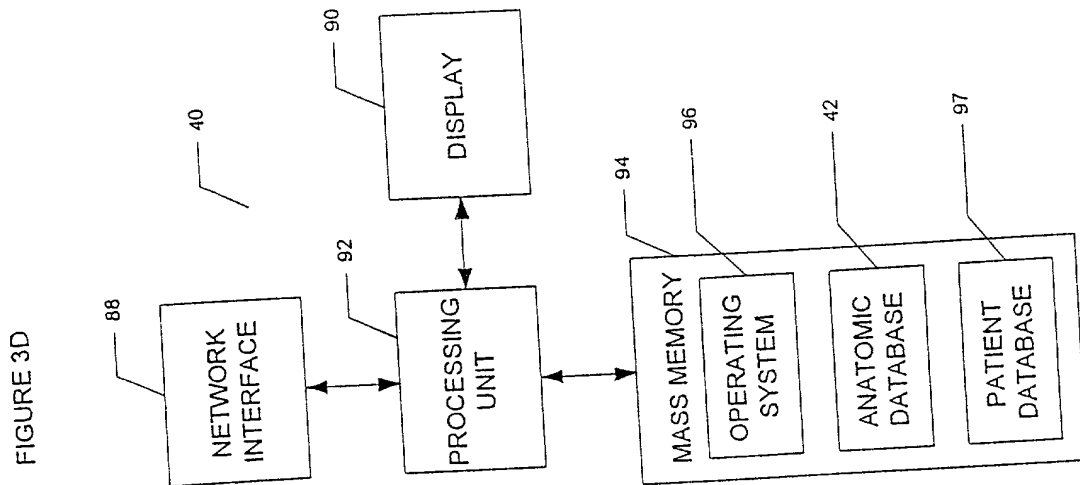 FIGURE 3D
88
NETWORK
INTERFACE
40
92
PROCESSING
UNIT
90
DISPLAY
94
MASS MEMORY
96
OPERATING
SYSTEM
42
ANATOMIC
DATABASE
97
PATIENT
DATABASE